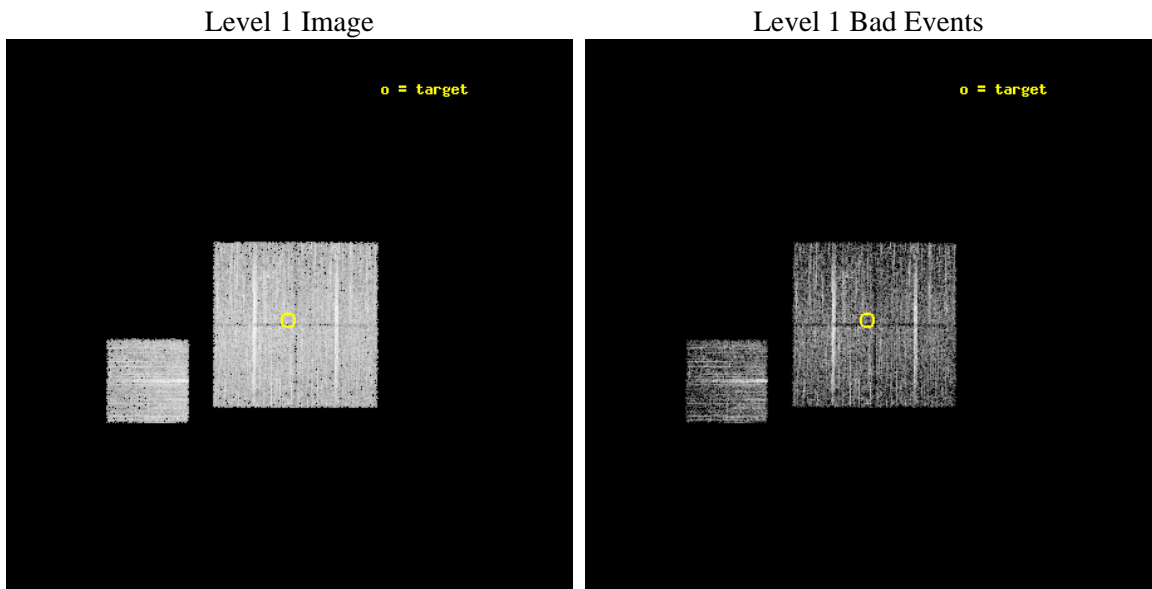 Level 1 Image
Level 1 Bad Events
o = target
o = target